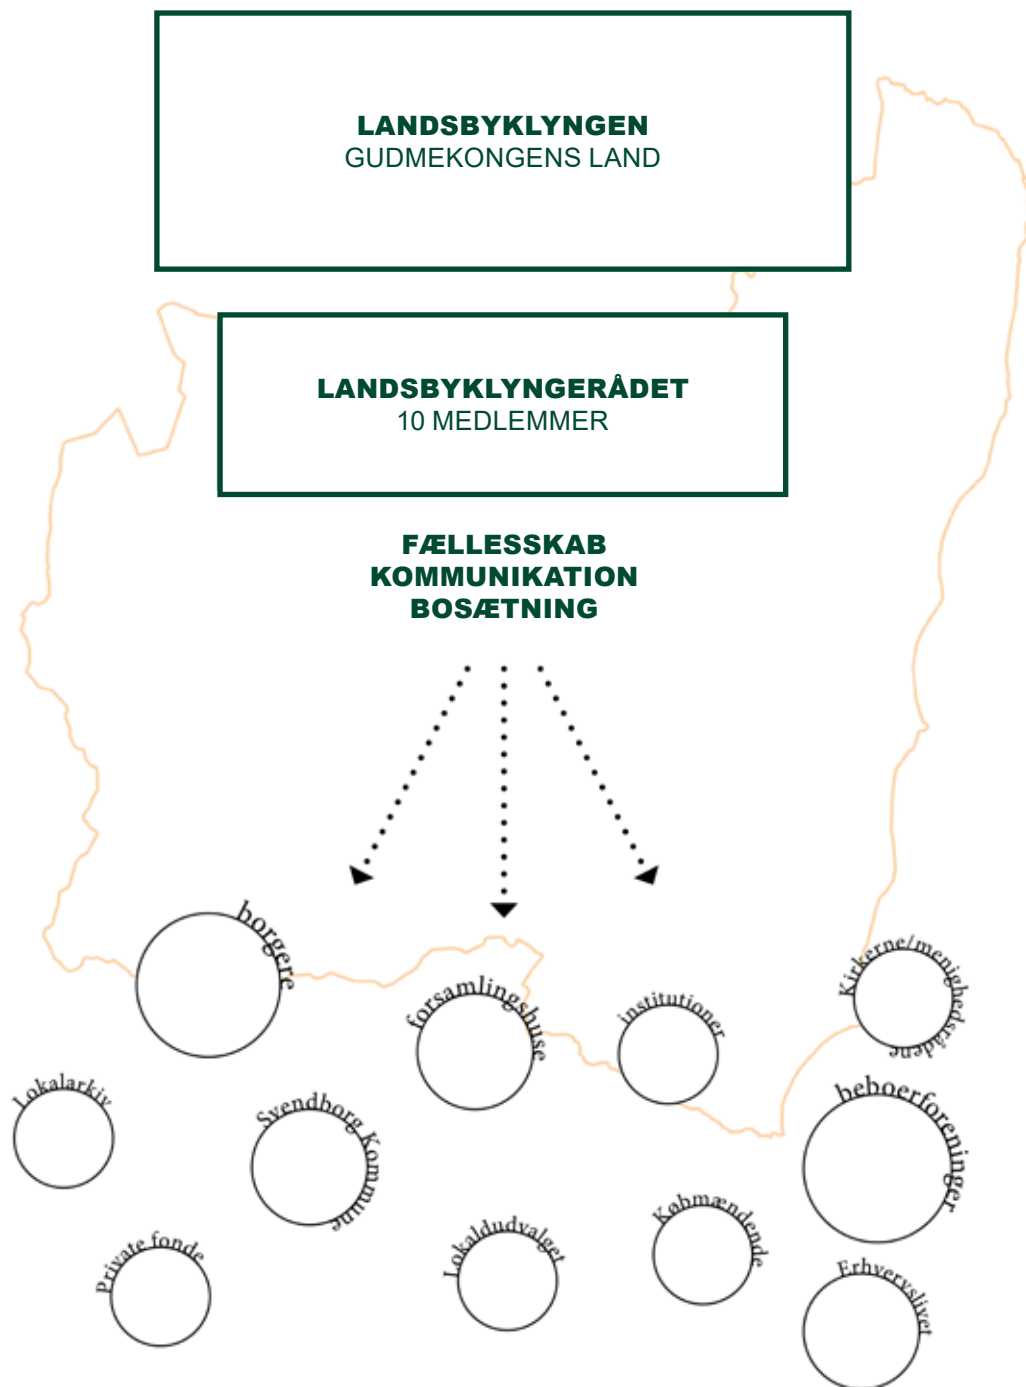 LANDSBYKLYNGEN
GUDMEKONGENS LAND
LANDSBYKLYNGERÅDET
10 MEDLEMMER
FÆLLESSKAB
KOMMUNIKATION
BOSÆTNING
borgere
forsamlingshuse
institutioner
Kirkerne/menighedsrådene
Lokalarkiv
Svendborg Kommune
beboerforeninger
Private fonde
Lokaldudvalget
Købmændende
Erhvervslivet